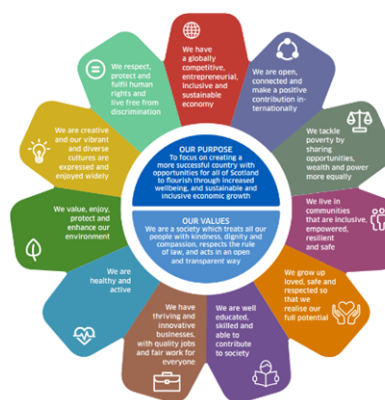 OUR PURPOSE
To focus on creating a
more successful country with
opportunities for all of Scotland
to flourish through increased
wellbeing, and sustainable and
inclusive economic growth
OUR VALUES
We are a society which treats all our
people with kindness, dignity and
compassion, respects the rule
of law, and acts in an open
and transparent way
We have
a globally
competitive,
entrepreneurial,
inclusive and
sustainable
economy
We are open,
connected and
make a positive
contribution in-
ternationally
We tackle
poverty by
sharing
opportunities,
wealth and power
more equally
We live in
communities
that are inclusive,
empowered,
resilient
and safe
We grow up
loved, safe and
respected so
that we
realise our
full potential
We are well
educated,
skilled and
able to
contribute
to society
We have
thriving and
innovative
businesses,
with quality jobs
and fair work for
everyone
We are
healthy and
active
We value, enjoy,
protect and
enhance our
environment
We are creative
and our vibrant
and diverse
cultures are
expressed and
enjoyed widely
We respect,
protect and
fulfil human
rights and
live free from
discrimination